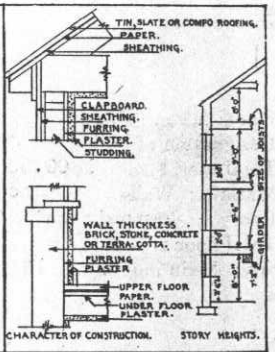 TIN, SLATE OR COMPO ROOFING.
PAPER.
SHEATHING.
CLAPBOARD.
SHEATHING.
FURRING
PLASTER.
STUDDING.
WALL THICKNESS
BRICK, STONE, CONCRETE
OR TERRA-COTTA.
FURRING
PLASTER
UPPER FLOOR
PAPER.
UNDER FLOOR
PLASTER.
CHARACTER OF CONSTRUCTION.
SIZE OF JOISTS
GIRDER
STORY HEIGHTS.